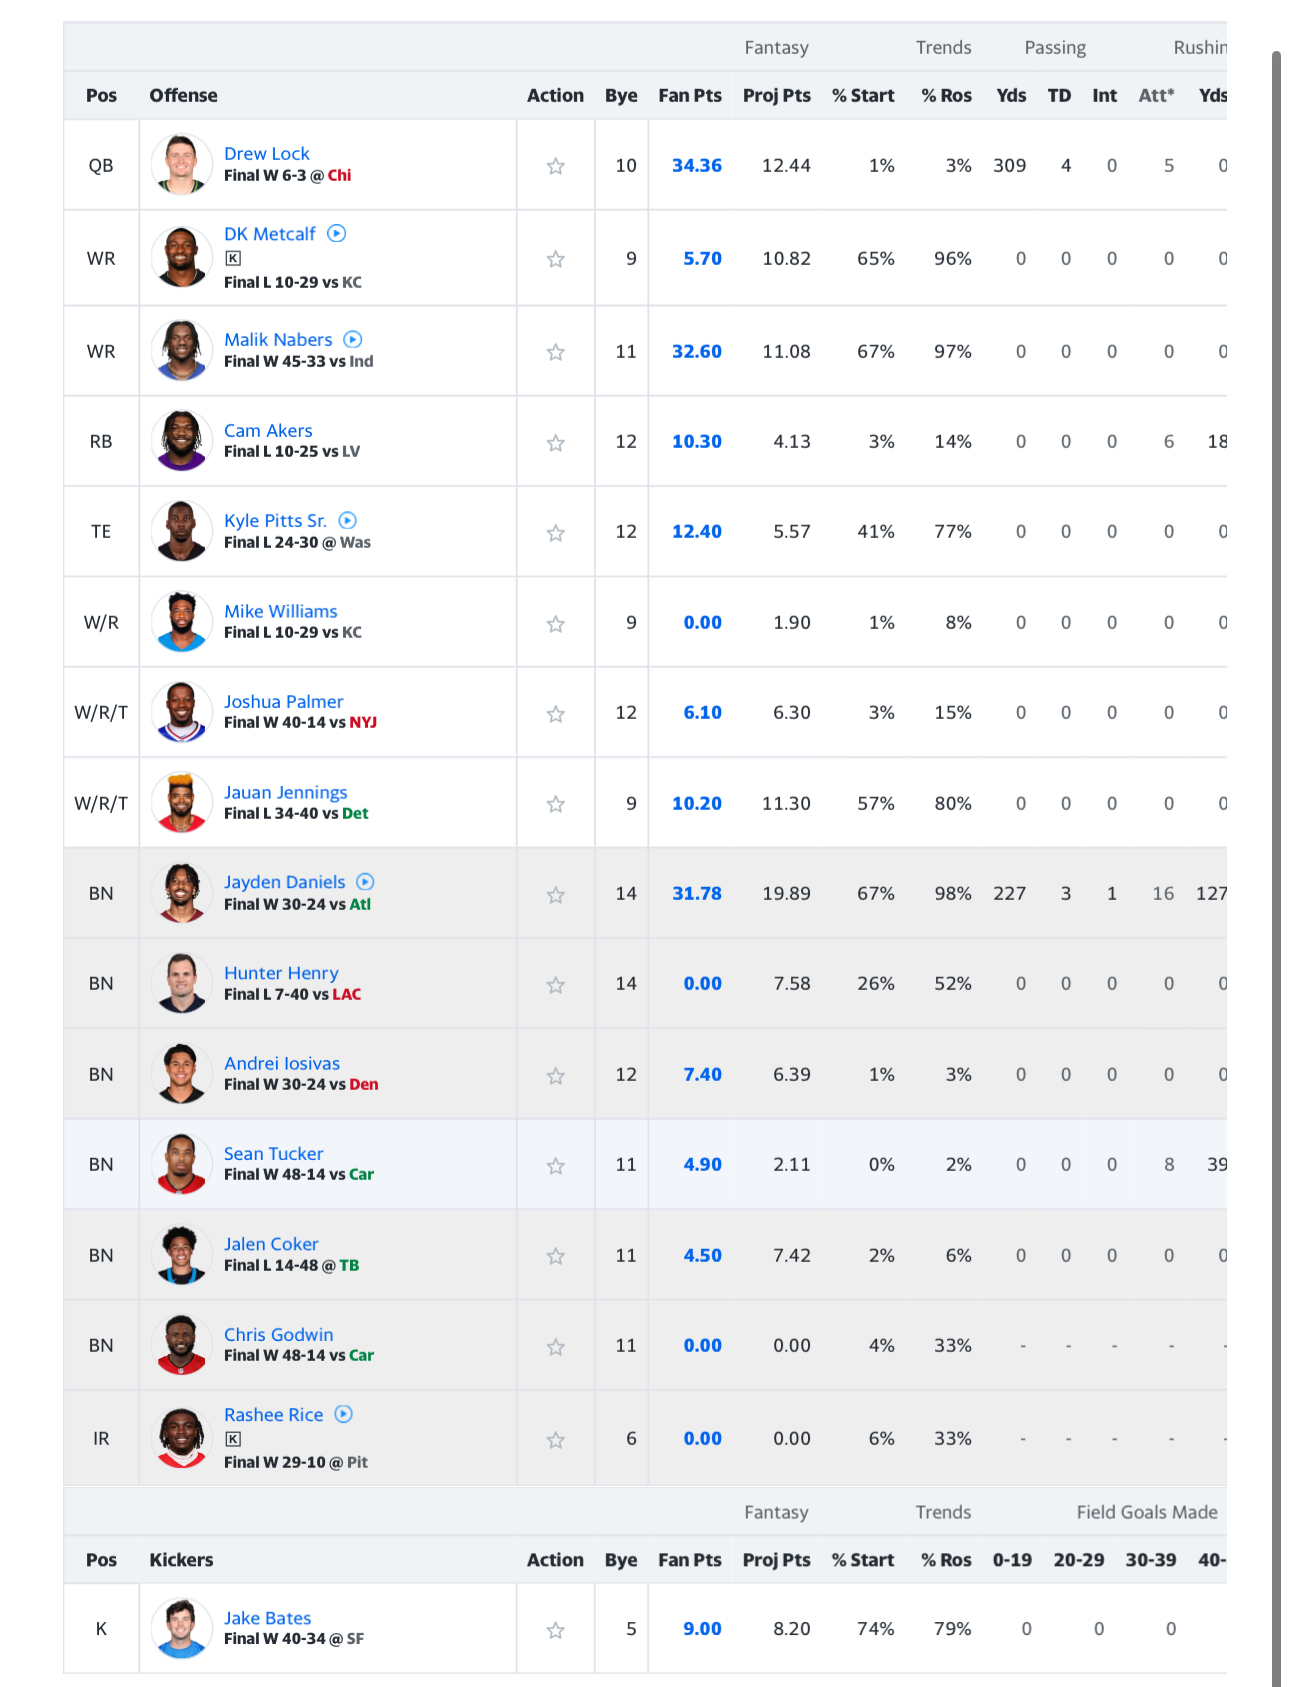 Fantasy Trends Passing Rushin
Pos Offense Action Bye Fan Pts Proj Pts % Start % Ros Yds TD Int Att* Yds
QB Drew Lock 10 34.36 12.44 1% 3% 309 4 0 5 0
Final W 6-3 @ Chi
WR DK Metcalf 9 5.70 10.82 65% 96% 0 0 0 0 0
K
Final L 10-29 vs KC
WR Malik Nabers 11 32.60 11.08 67% 97% 0 0 0 0 0
Final W 45-33 vs Ind
RB Cam Akers 12 10.30 4.13 3% 14% 0 0 0 6 18
Final L 10-25 vs LV
TE Kyle Pitts Sr. 12 12.40 5.57 41% 77% 0 0 0 0 0
Final L 24-30 @ Was
W/R Mike Williams 9 0.00 1.90 1% 8% 0 0 0 0 0
Final L 10-29 vs KC
W/R/T Joshua Palmer 12 6.10 6.30 3% 15% 0 0 0 0 0
Final W 40-14 vs NYJ
W/R/T Jauan Jennings 9 10.20 11.30 57% 80% 0 0 0 0 0
Final L 34-40 vs Det
BN Jayden Daniels 14 31.78 19.89 67% 98% 227 3 1 16 127
Final W 30-24 vs Atl
BN Hunter Henry 14 0.00 7.58 26% 52% 0 0 0 0 0
Final L 7-40 vs LAC
BN Andrei Iosivas 12 7.40 6.39 1% 3% 0 0 0 0 0
Final W 30-24 vs Den
BN Sean Tucker 11 4.90 2.11 0% 2% 0 0 0 8 39
Final W 48-14 vs Car
BN Jalen Coker 11 4.50 7.42 2% 6% 0 0 0 0 0
Final L 14-48 @ TB
BN Chris Godwin 11 0.00 0.00 4% 33% - - - - -
Final W 48-14 vs Car
IR Rashee Rice 6 0.00 0.00 6% 33% - - - - -
K
Final W 29-10 @ Pit
Fantasy Trends Field Goals Made
Pos Kickers Action Bye Fan Pts Proj Pts % Start % Ros 0-19 20-29 30-39 40-
K Jake Bates 5 9.00 8.20 74% 79% 0 0 0
Final W 40-34 @ SF